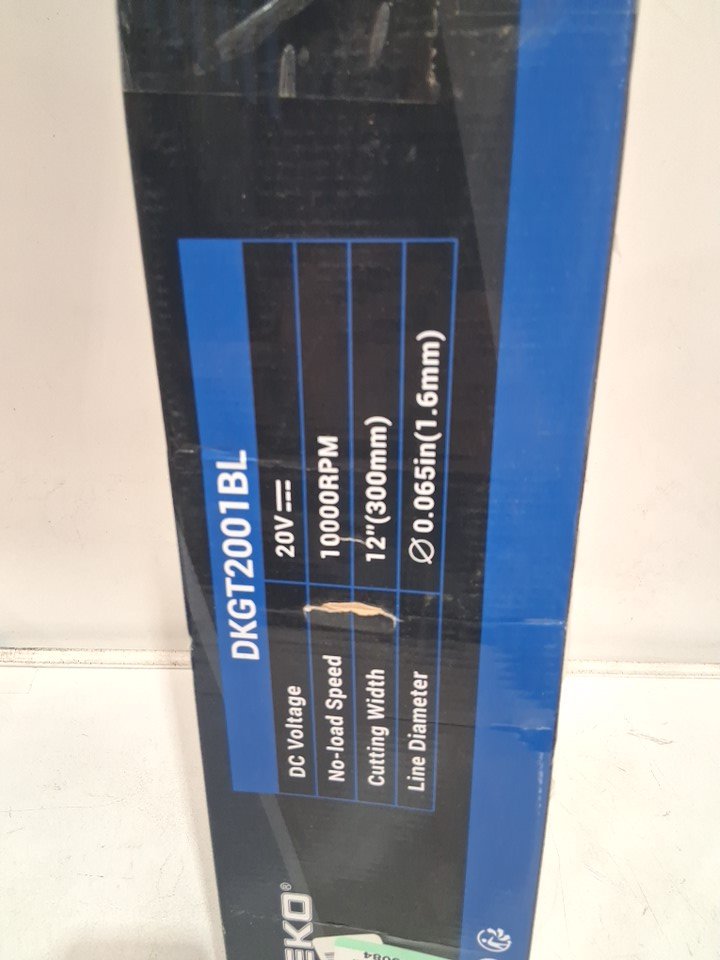 DKGT2001BL
DC Voltage 20V
No-load Speed 10000RPM
Cutting Width 12"(300mm)
Line Diameter Ø 0.065in(1.6mm)
EKO®